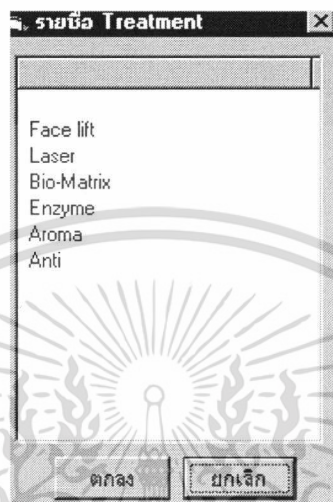 รายชื่อ Treatment
Face lift
Laser
Bio-Matrix
Enzyme
Aroma
Anti
ตกลง ยกเลิก